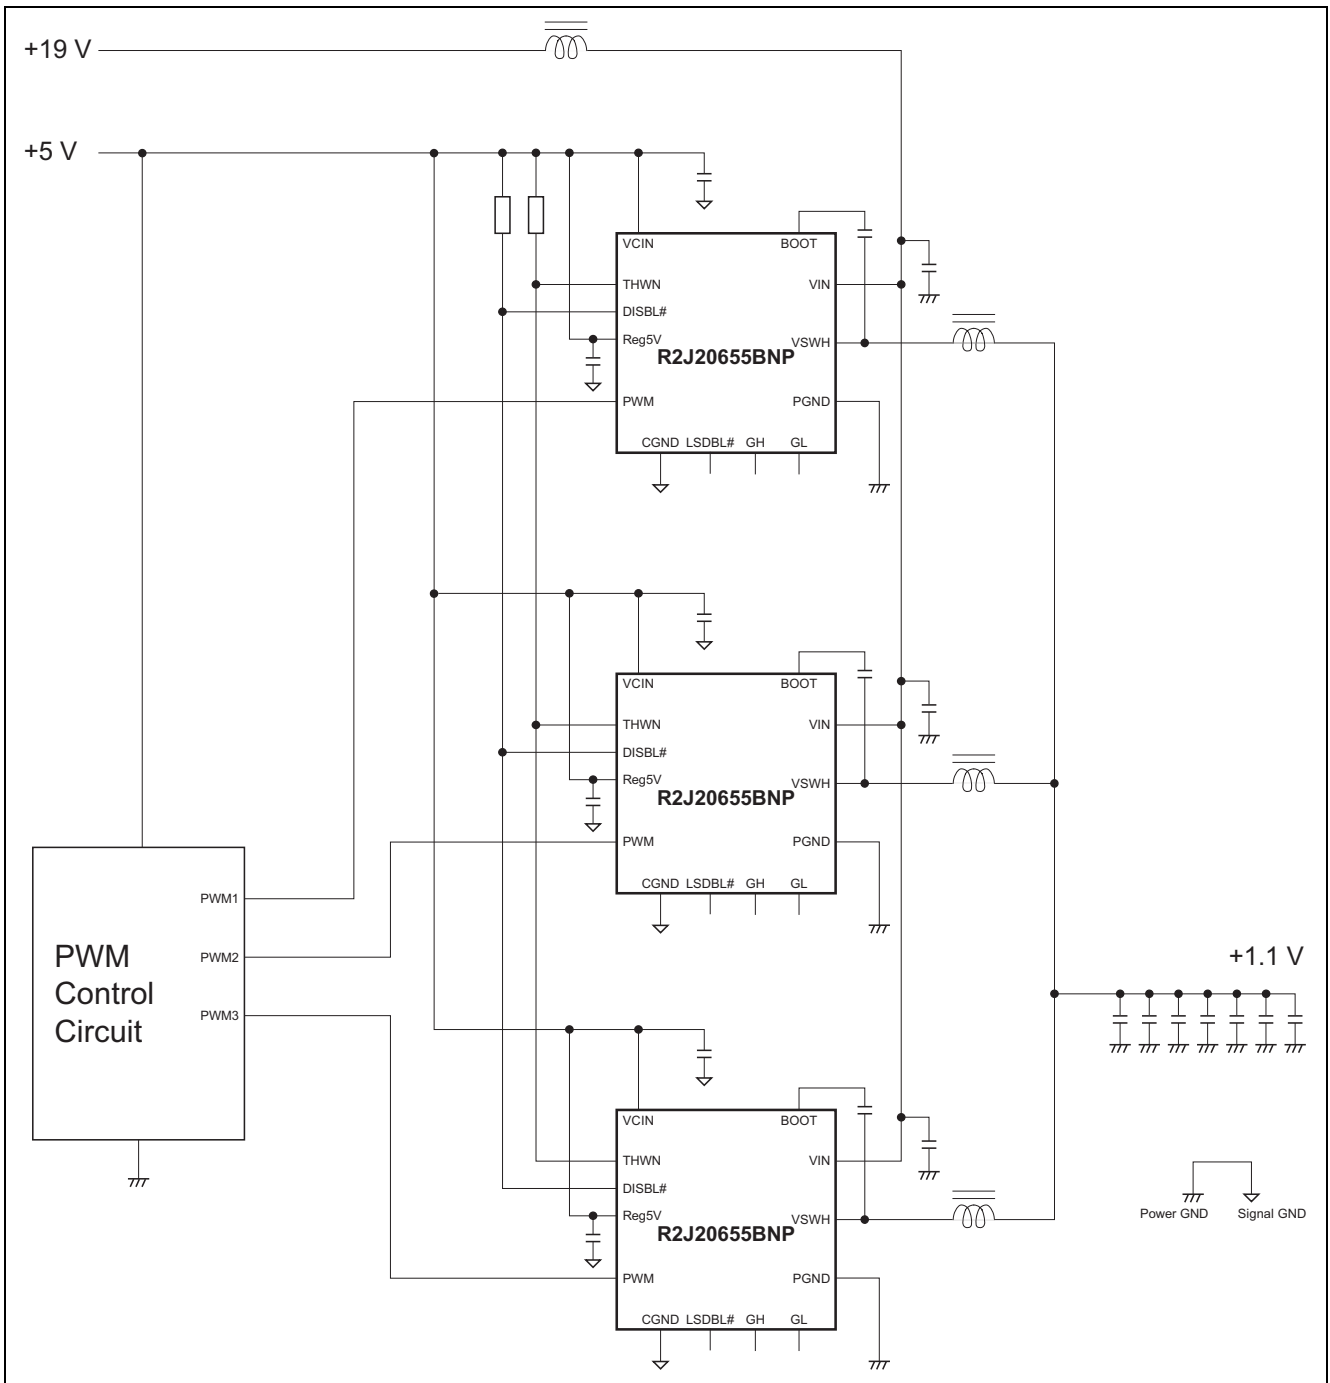 +19 V
+5 V
VCIN
BOOT
THWN
VIN
DISBL#
Reg5V
VSWH
R2J20655BNP
PWM
PGND
CGND LSDBL# GH GL
VCIN
BOOT
THWN
VIN
DISBL#
Reg5V
VSWH
R2J20655BNP
PWM
PGND
CGND LSDBL# GH GL
PWM
Control
Circuit
PWM1
PWM2
PWM3
+1.1 V
VCIN
BOOT
THWN
VIN
DISBL#
Reg5V
VSWH
R2J20655BNP
PWM
PGND
CGND LSDBL# GH GL
Power GND
Signal GND